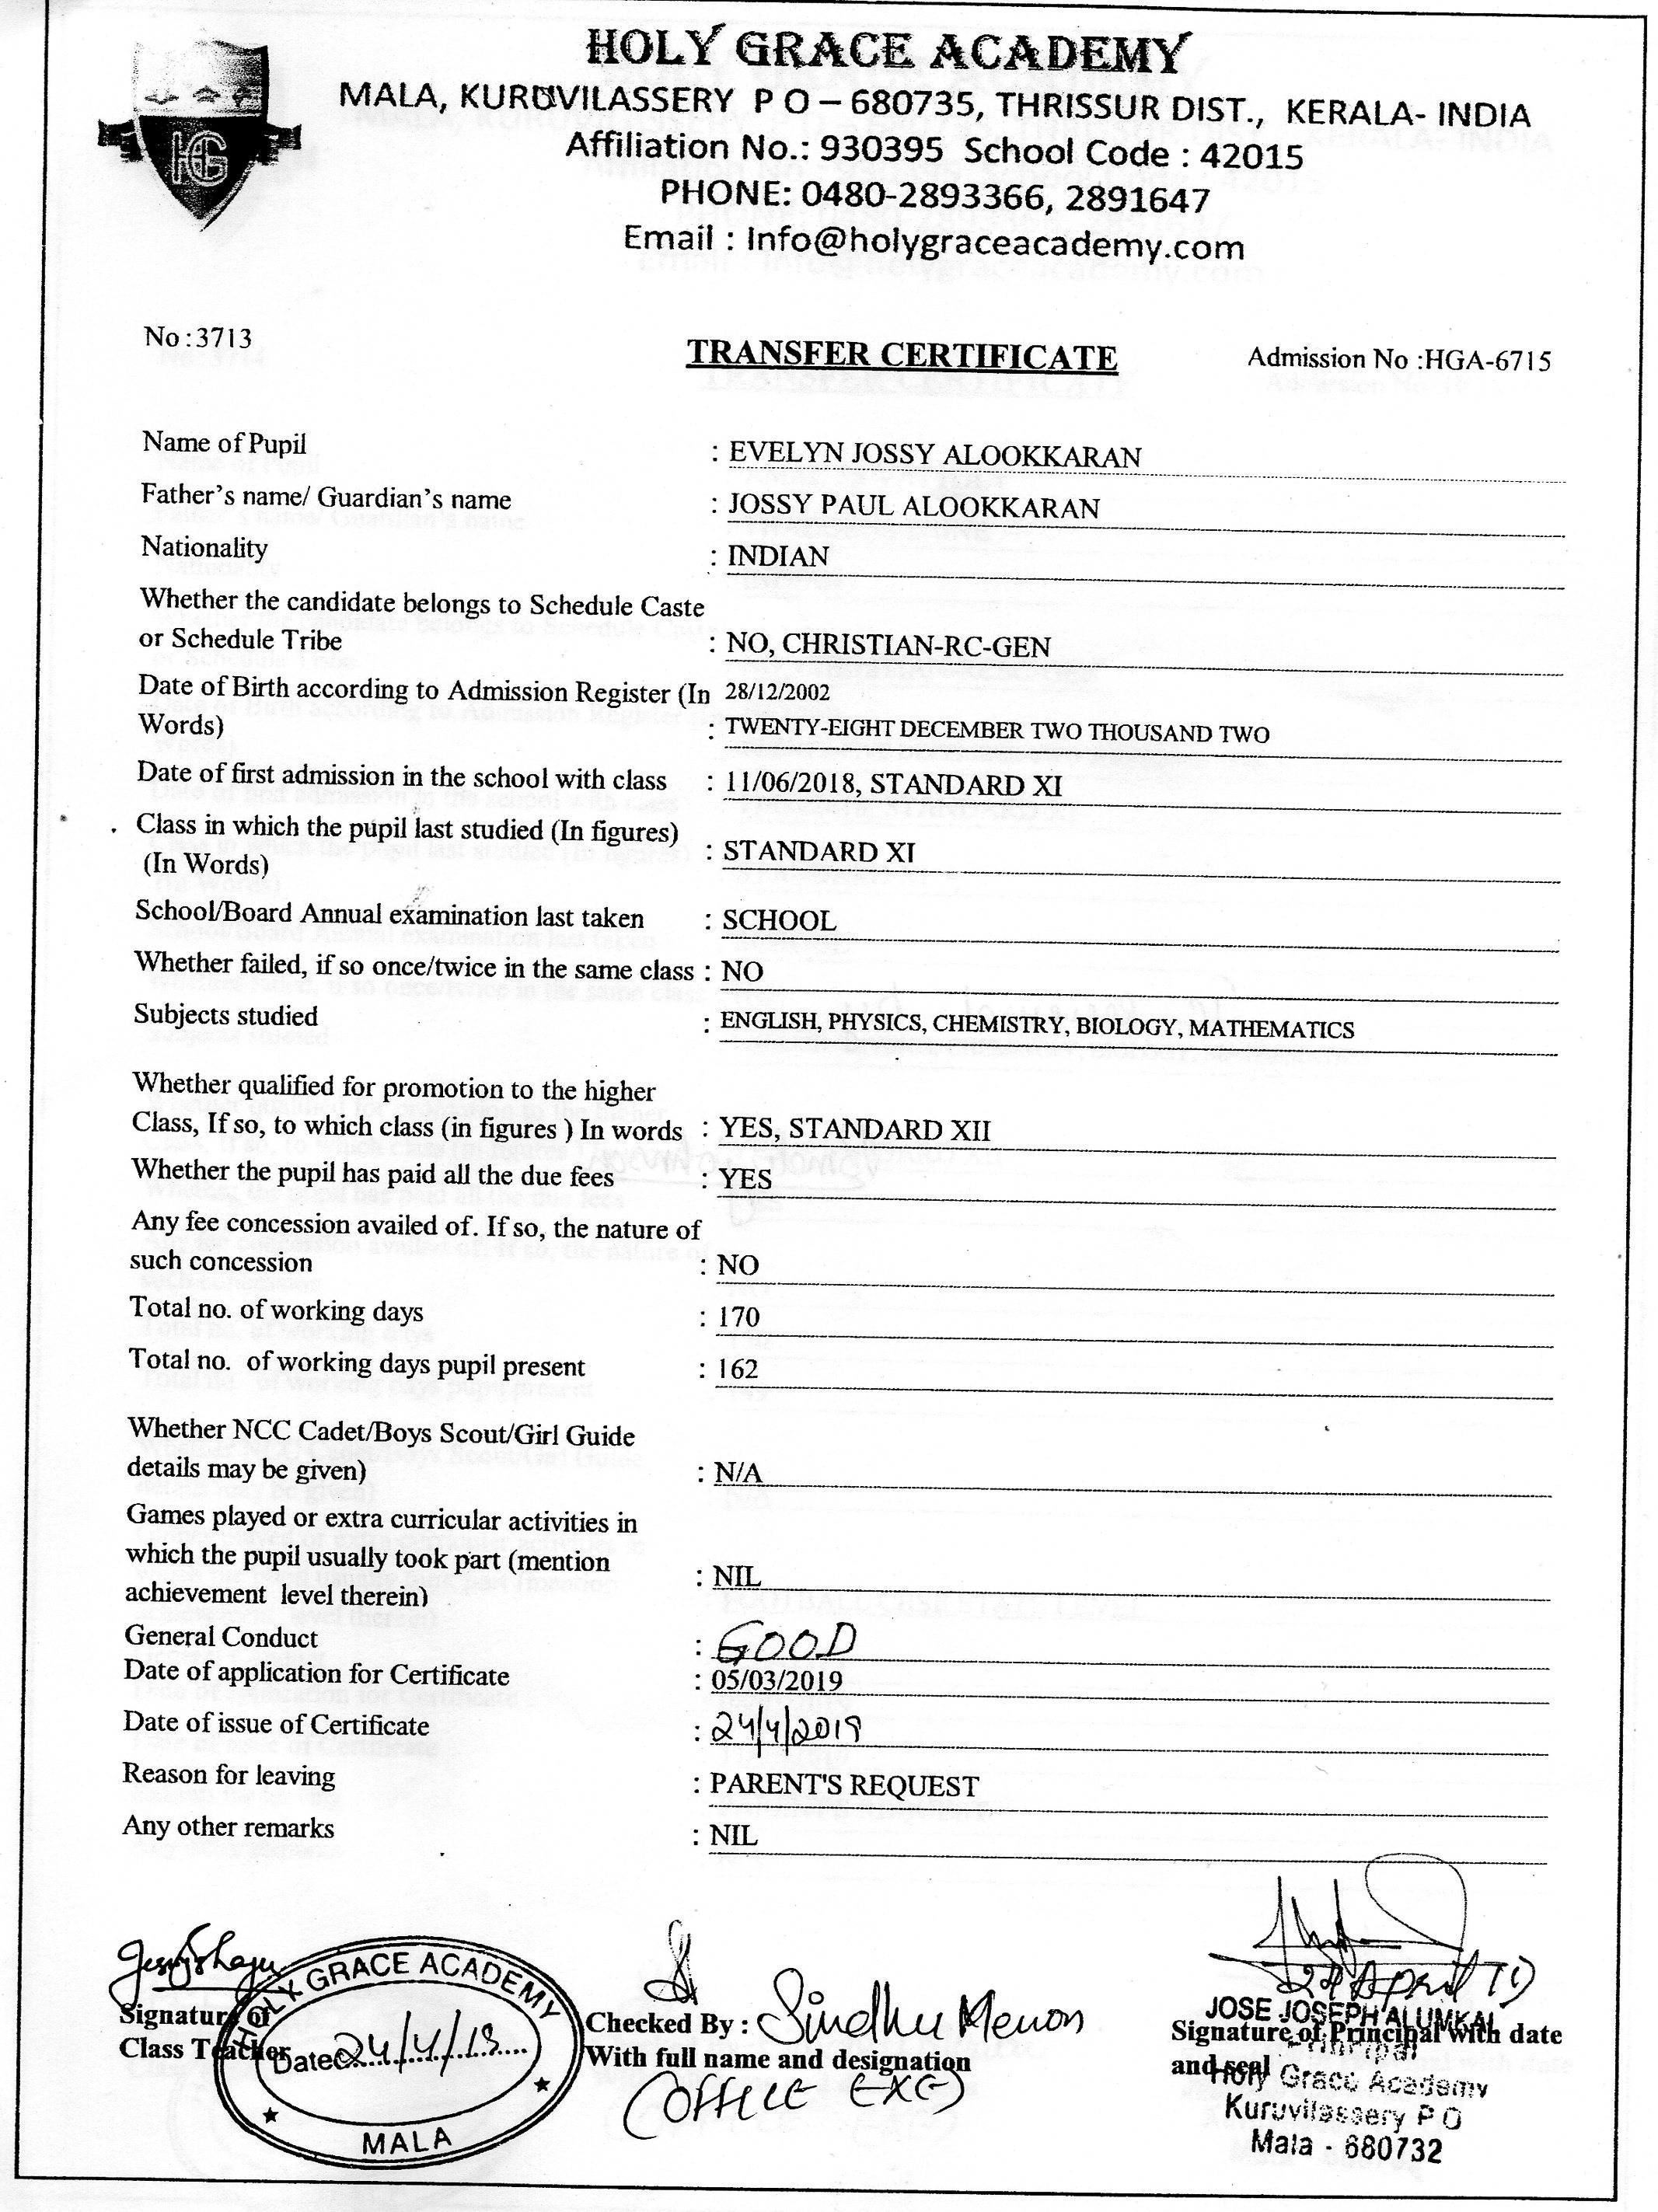 HOLY GRACE ACADEMY
MALA, KURUVILASSERY P O – 680735, THRISSUR DIST., KERALA- INDIA
Affiliation No.: 930395 School Code : 42015
PHONE: 0480-2893366, 2891647
Email : Info@holygraceacademy.com
HG
No :3713
TRANSFER CERTIFICATE
Admission No :HGA-6715
Name of Pupil : EVELYN JOSSY ALOOKKARAN
Father's name/ Guardian's name : JOSSY PAUL ALOOKKARAN
Nationality : INDIAN
Whether the candidate belongs to Schedule Caste
or Schedule Tribe : NO, CHRISTIAN-RC-GEN
Date of Birth according to Admission Register (In 28/12/2002
Words) : TWENTY-EIGHT DECEMBER TWO THOUSAND TWO
Date of first admission in the school with class : 11/06/2018, STANDARD XI
Class in which the pupil last studied (In figures)
(In Words) : STANDARD XI
School/Board Annual examination last taken : SCHOOL
Whether failed, if so once/twice in the same class : NO
Subjects studied : ENGLISH, PHYSICS, CHEMISTRY, BIOLOGY, MATHEMATICS
Whether qualified for promotion to the higher
Class, If so, to which class (in figures ) In words : YES, STANDARD XII
Whether the pupil has paid all the due fees : YES
Any fee concession availed of. If so, the nature of
such concession : NO
Total no. of working days : 170
Total no. of working days pupil present : 162
Whether NCC Cadet/Boys Scout/Girl Guide
details may be given) : N/A
Games played or extra curricular activities in
which the pupil usually took part (mention
achievement level therein) : NIL
General Conduct : GOOD
Date of application for Certificate : 05/03/2019
Date of issue of Certificate : 24/4/2019
Reason for leaving : PARENT'S REQUEST
Any other remarks : NIL
Signature of
Class Teacher
HOLY GRACE ACADEMY
Dated 24/4/19
MALA
Checked By : Sindhu Menon
With full name and designation
(OFFICE EXE)
24 April 19
JOSE JOSEPH ALUMKAL
Signature of Principal with date
Principal
and seal
Holy Grace Academy
Kuruvilassery P O
Mala - 680732